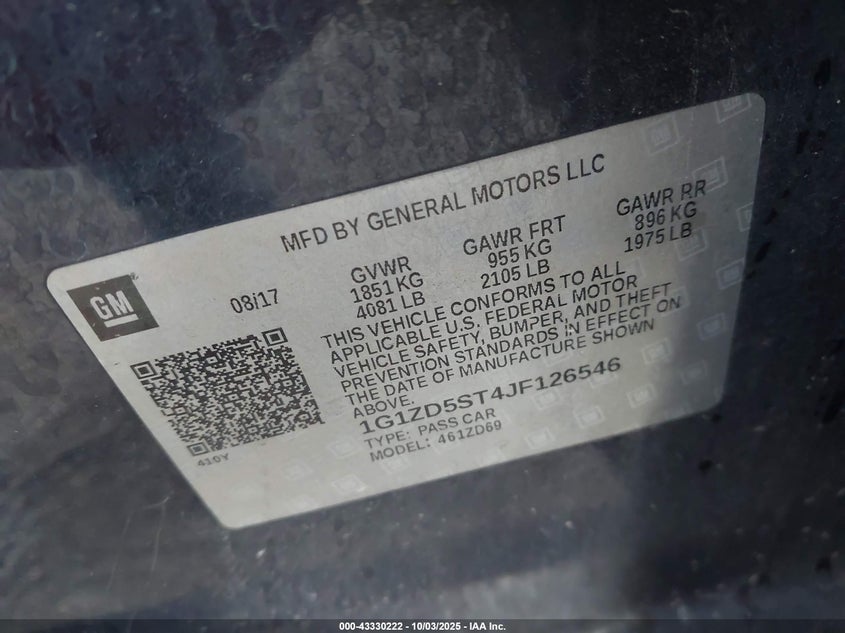 MFD BY GENERAL MOTORS LLC
GM
08/17
GVWR
1851 KG
4081 LB
GAWR FRT
955 KG
2105 LB
GAWR RR
896 KG
1975 LB
THIS VEHICLE CONFORMS TO ALL
APPLICABLE U.S. FEDERAL MOTOR
VEHICLE SAFETY, BUMPER, AND THEFT
PREVENTION STANDARDS IN EFFECT ON
THE DATE OF MANUFACTURE SHOWN
ABOVE.
1G1ZD5ST4JF126546
TYPE: PASS CAR
MODEL: 461ZD69
410Y
000-43330222 - 10/03/2025 - IAA Inc.